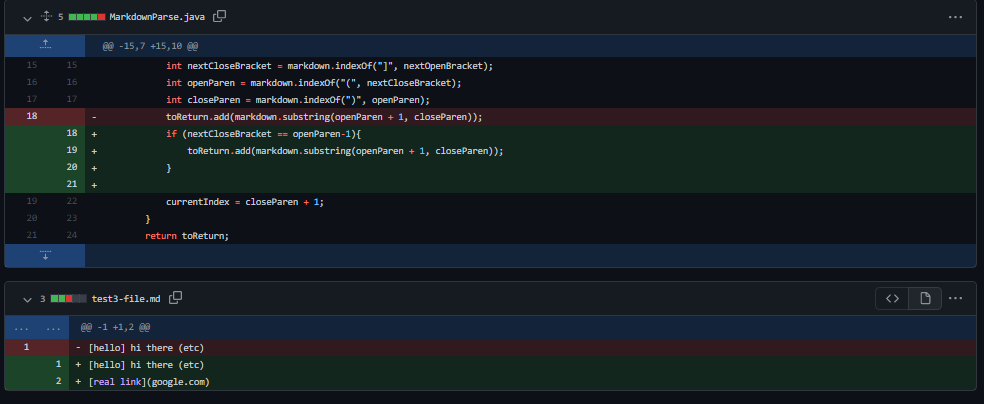 5 MarkdownParse.java
@@ -15,7 +15,10 @@
15 15 int nextCloseBracket = markdown.indexOf("]", nextOpenBracket);
16 16 int openParen = markdown.indexOf("(", nextCloseBracket);
17 17 int closeParen = markdown.indexOf(")", openParen);
18 - toReturn.add(markdown.substring(openParen + 1, closeParen));
18 + if (nextCloseBracket == openParen-1){
19 + toReturn.add(markdown.substring(openParen + 1, closeParen));
20 + }
21 +
19 22 currentIndex = closeParen + 1;
20 23 }
21 24 return toReturn;
3 test3-file.md
... ... @@ -1 +1,2 @@
1 - [hello] hi there (etc)
1 + [hello] hi there (etc)
2 + [real link](google.com)